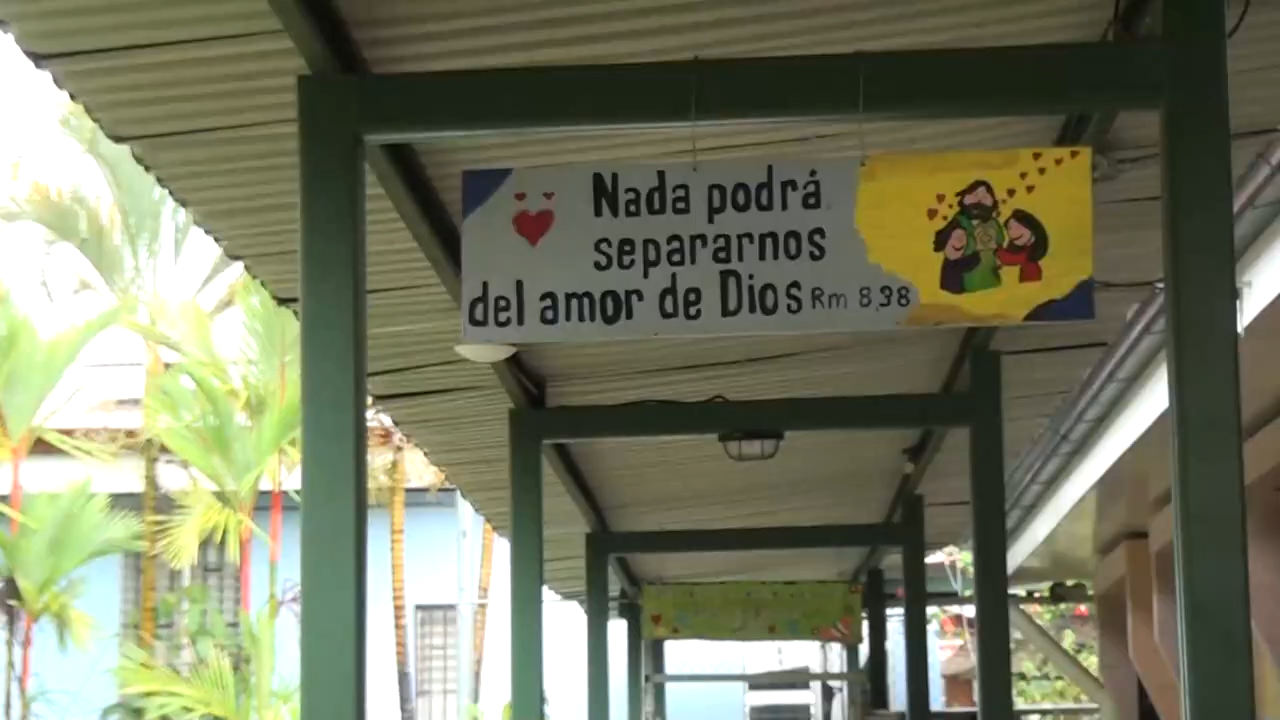 Nada podrá
separarnos
del amor de Dios Rm 8,38